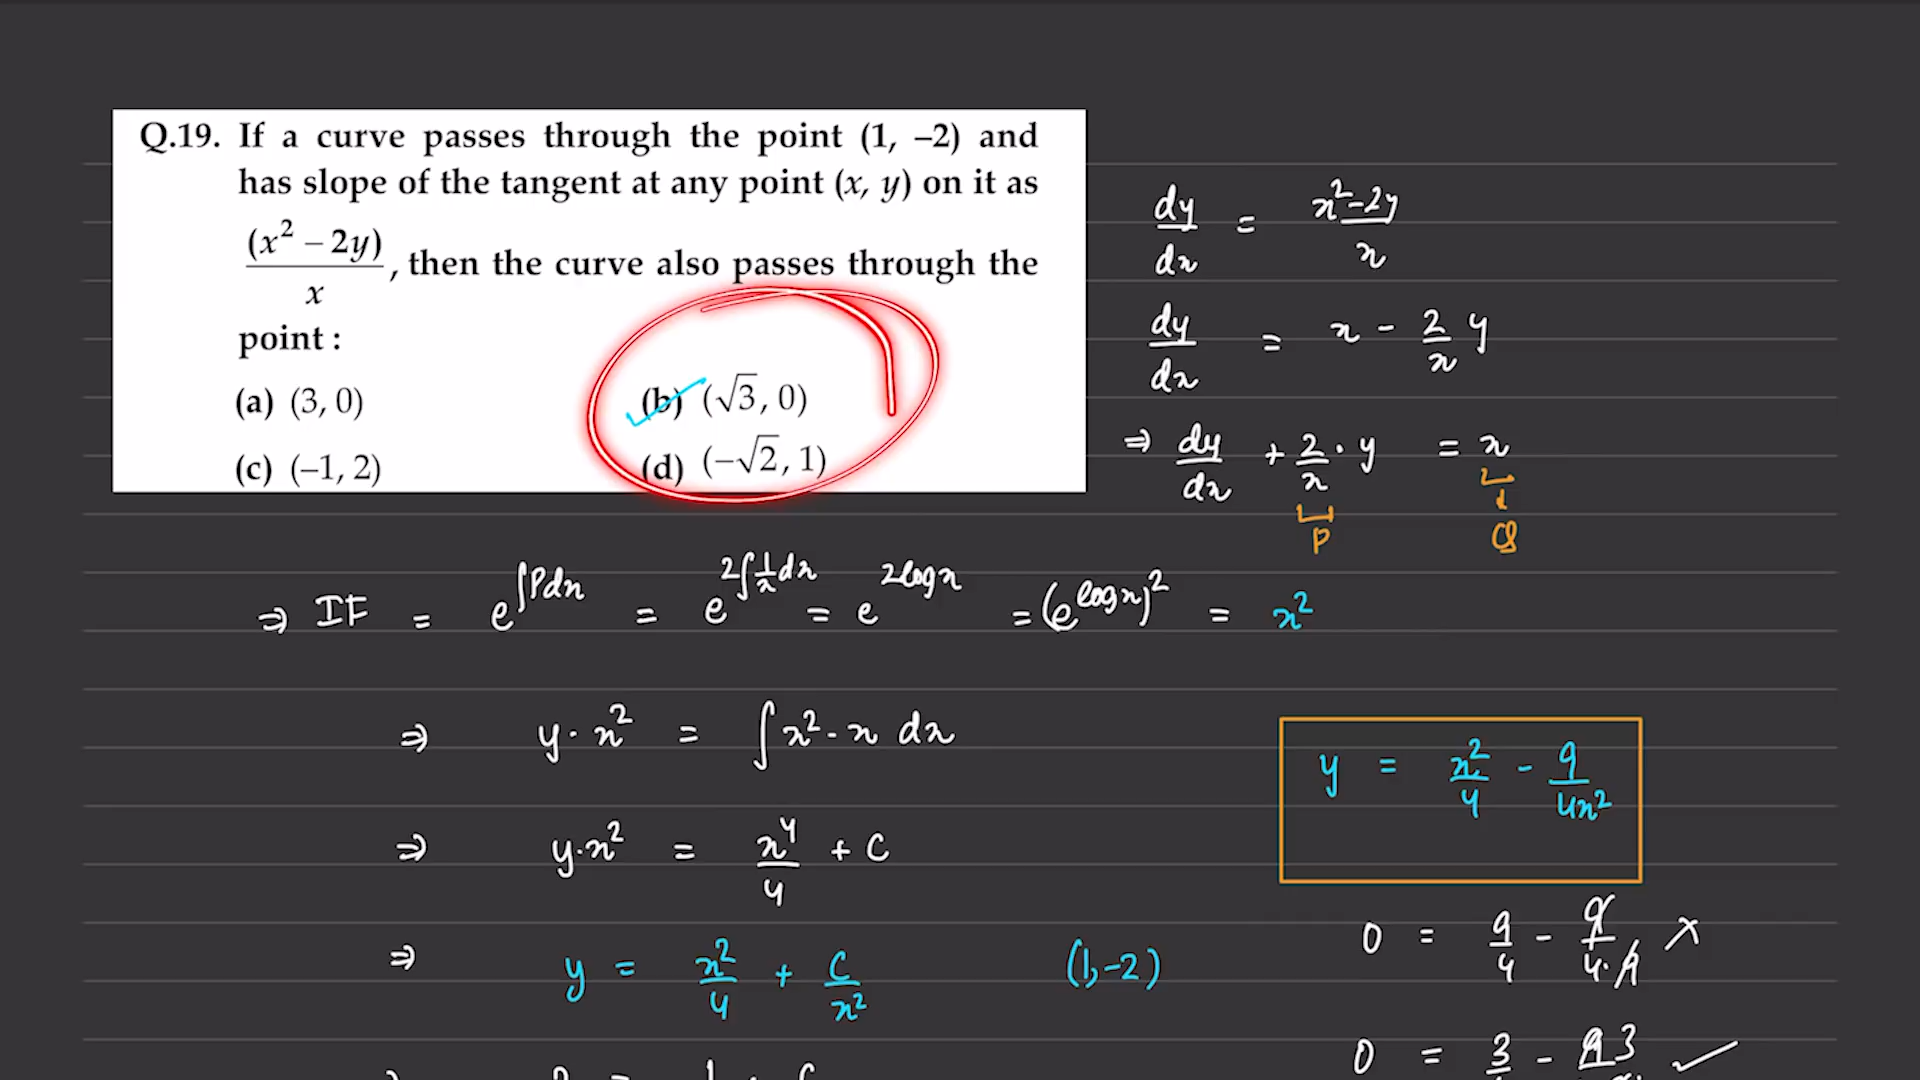 Q.19. If a curve passes through the point (1, –2) and
has slope of the tangent at any point (x, y) on it as
(x² – 2y)/x, then the curve also passes through the
point :
(a) (3, 0) (b) (√3, 0)
(c) (–1, 2) (d) (–√2, 1)
dy/dx = x²-2y/x
dy/dx = x - 2/x y
⇒ dy/dx + 2/x · y = x
P Q
⇒ IF = e^∫Pdx = e^2∫1/x dx = e^2logx = (e^logx)² = x²
⇒ y·x² = ∫x²·x dx
⇒ y·x² = x⁴/4 + C
⇒ y = x²/4 + C/x² (1,-2)
y = x²/4 - 9/4x²
0 = 9/4 - 9/4·9 ×